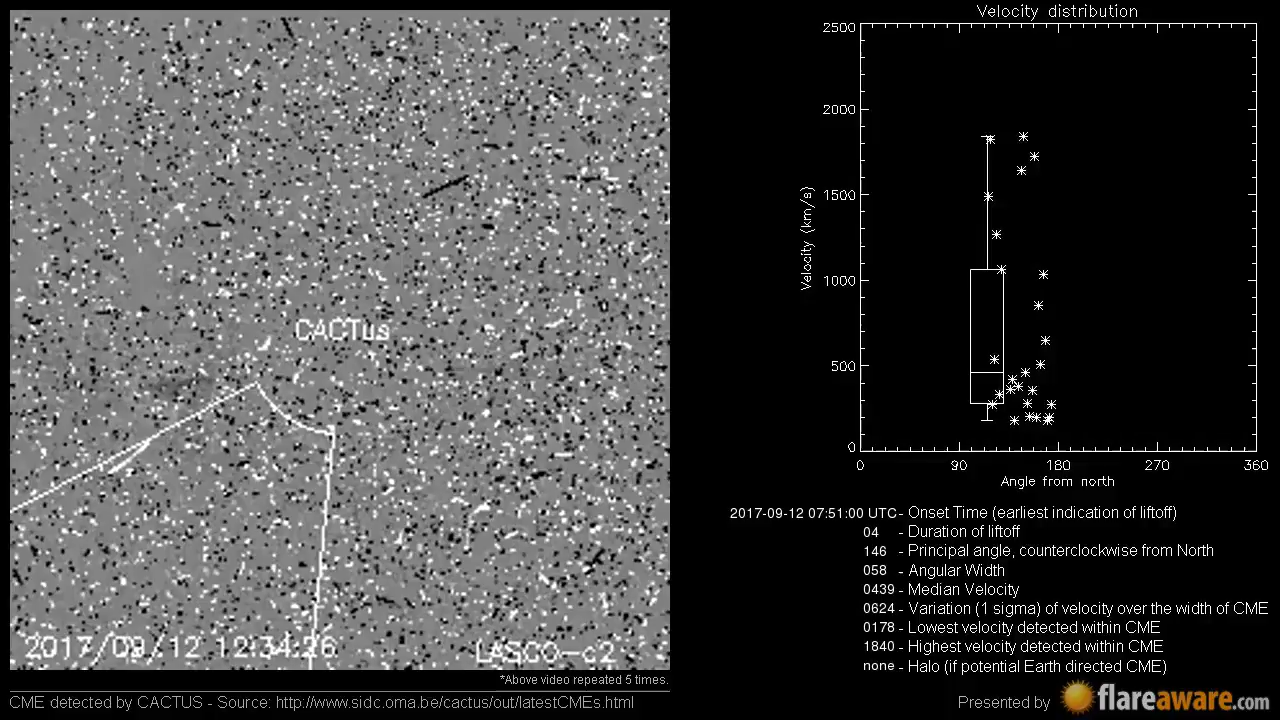 Velocity distribution
2500
2000
1500
1000
500
0
Velocity (km/s)
0 90 180 270 360
Angle from north
CACTus
2017/09/12 12:34:26
LASCO-c2
*Above video repeated 5 times.
CME detected by CACTUS - Source: http://www.sidc.oma.be/cactus/out/latestCMEs.html
2017-09-12 07:51:00 UTC - Onset Time (earliest indication of liftoff)
04 - Duration of liftoff
146 - Principal angle, counterclockwise from North
058 - Angular Width
0439 - Median Velocity
0624 - Variation (1 sigma) of velocity over the width of CME
0178 - Lowest velocity detected within CME
1840 - Highest velocity detected within CME
none - Halo (if potential Earth directed CME)
Presented by flareaware.com